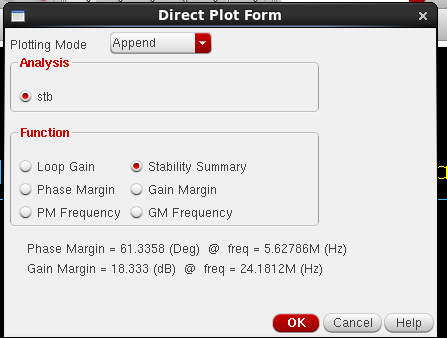 Direct Plot Form
Plotting Mode Append
Analysis
stb
Function
Loop Gain Stability Summary
Phase Margin Gain Margin
PM Frequency GM Frequency
Phase Margin = 61.3358 (Deg) @ freq = 5.62786M (Hz)
Gain Margin = 18.333 (dB) @ freq = 24.1812M (Hz)
OK Cancel Help